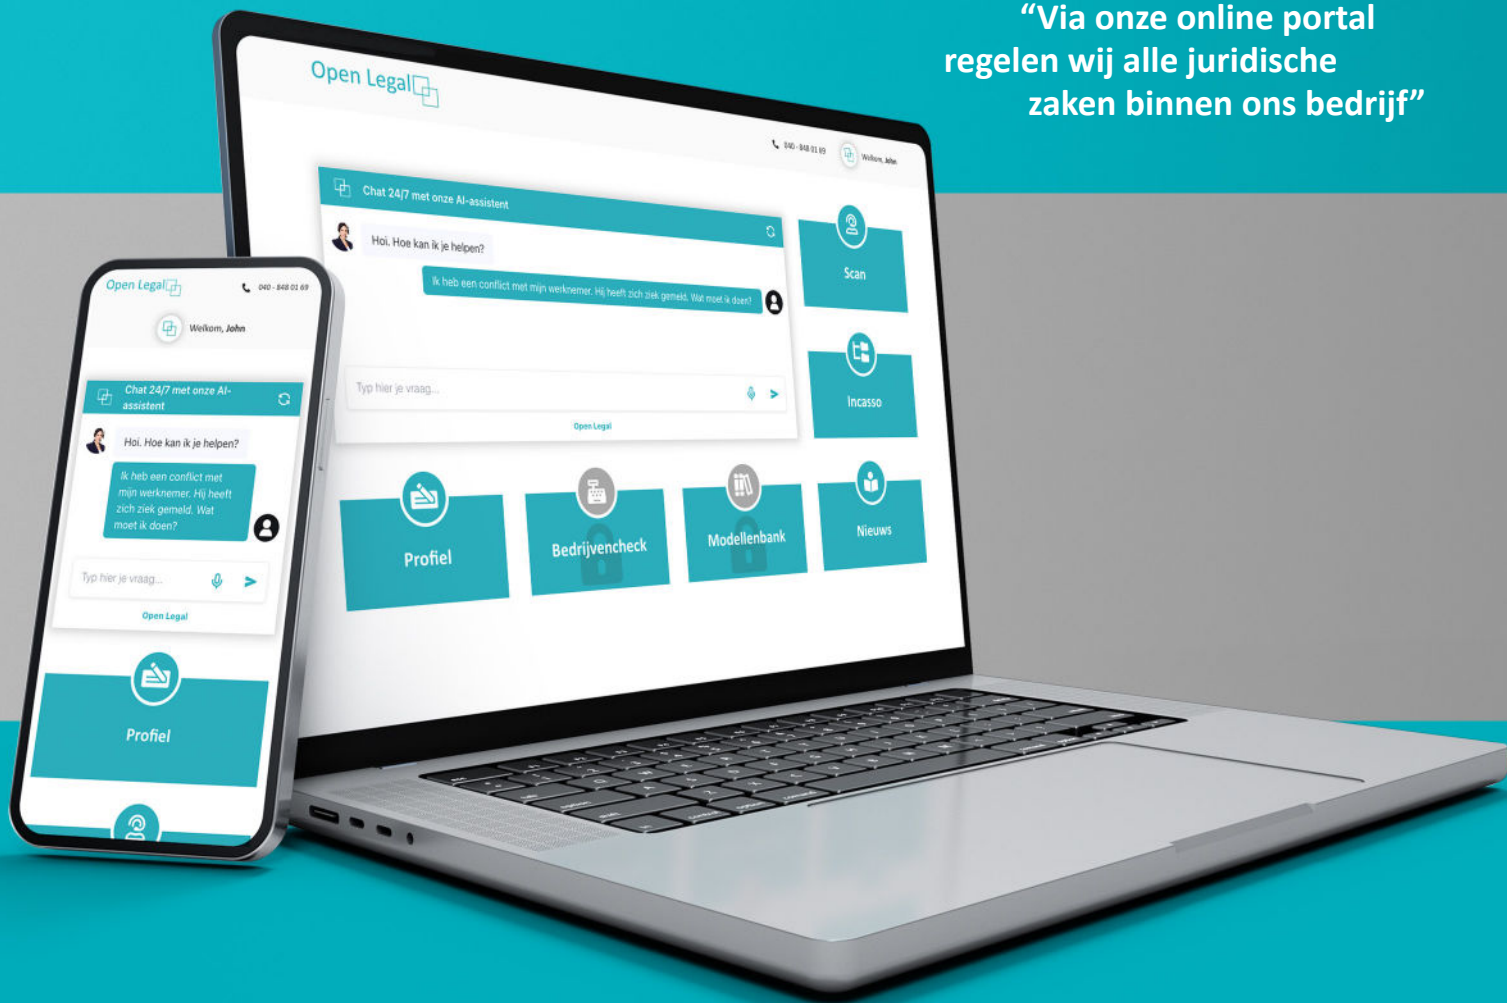 “Via onze online portal
regelen wij alle juridische
zaken binnen ons bedrijf”
Open Legal
040 - 848 01 69
Welkom, John
Chat 24/7 met onze AI-assistent
Hoi. Hoe kan ik je helpen?
Ik heb een conflict met mijn werknemer. Hij heeft zich ziek gemeld. Wat moet ik doen?
Typ hier je vraag...
Open Legal
Scan
Incasso
Profiel
Bedrijvencheck
Modellenbank
Nieuws
Open Legal
040 - 848 01 69
Welkom, John
Chat 24/7 met onze AI-
assistent
Hoi. Hoe kan ik je helpen?
Ik heb een conflict met
mijn werknemer. Hij heeft
zich ziek gemeld. Wat
moet ik doen?
Typ hier je vraag...
Open Legal
Profiel